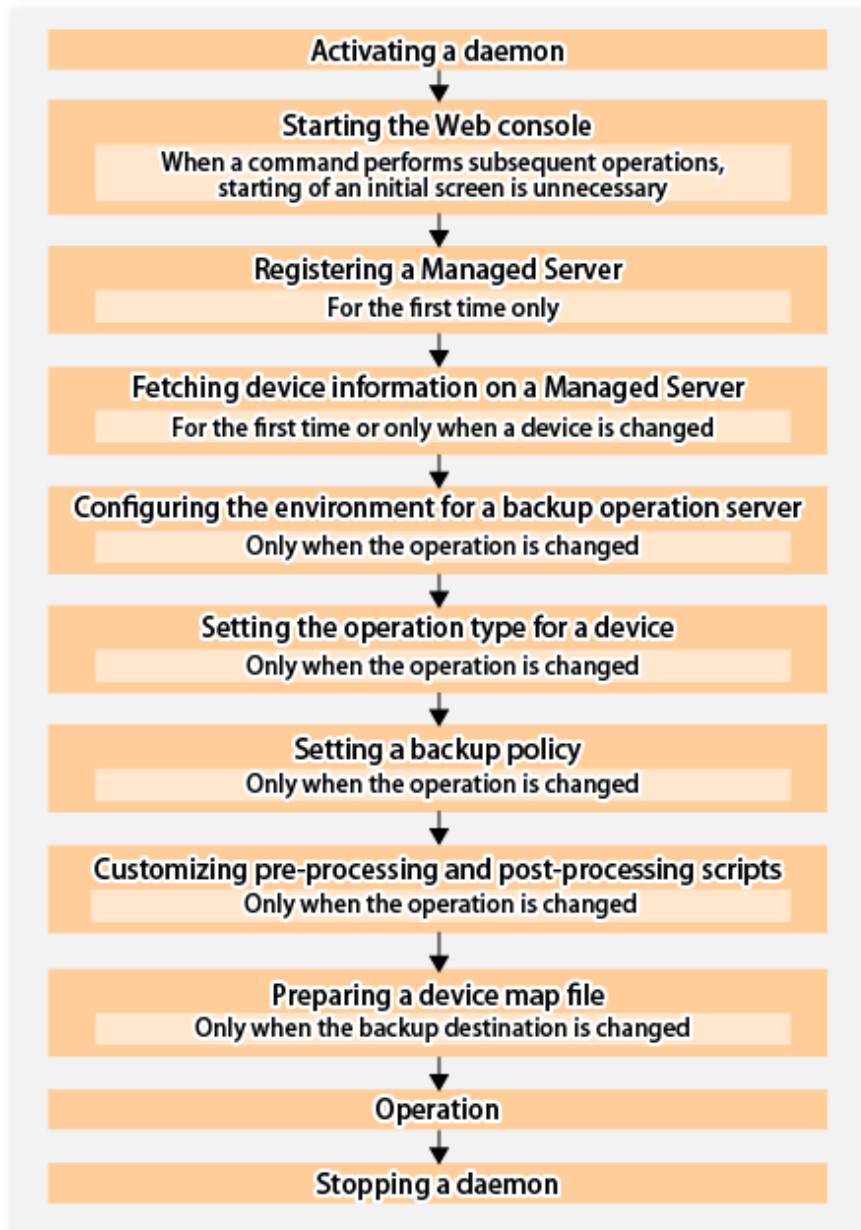 Activating a daemon
Starting the Web console
When a command performs subsequent operations,
starting of an initial screen is unnecessary
Registering a Managed Server
For the first time only
Fetching device information on a Managed Server
For the first time or only when a device is changed
Configuring the environment for a backup operation server
Only when the operation is changed
Setting the operation type for a device
Only when the operation is changed
Setting a backup policy
Only when the operation is changed
Customizing pre-processing and post-processing scripts
Only when the operation is changed
Preparing a device map file
Only when the backup destination is changed
Operation
Stopping a daemon